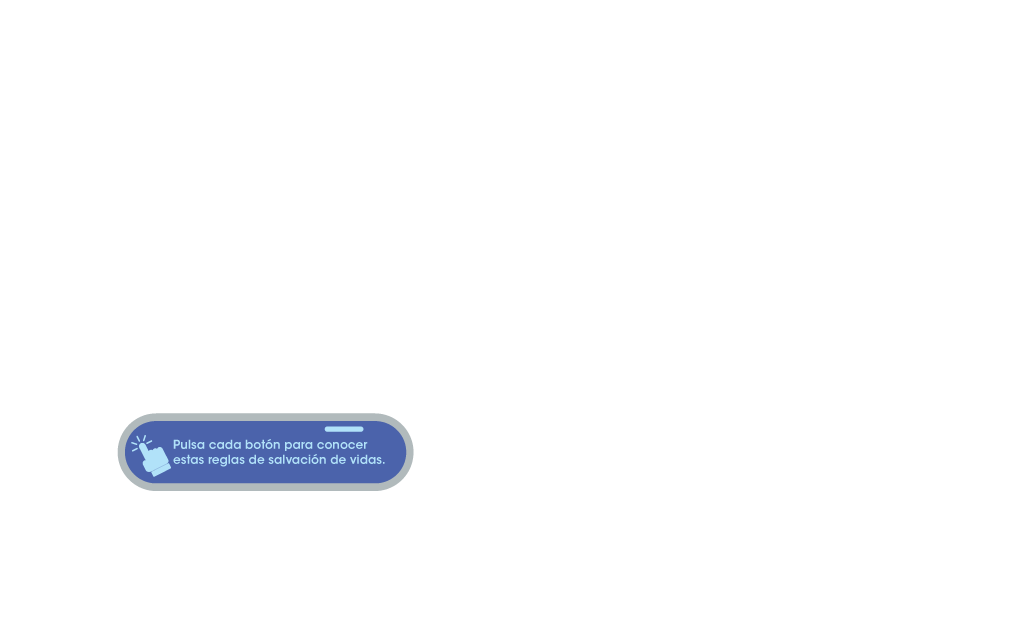 Pulsa cada botón para conocer
estas reglas de salvación de vidas.